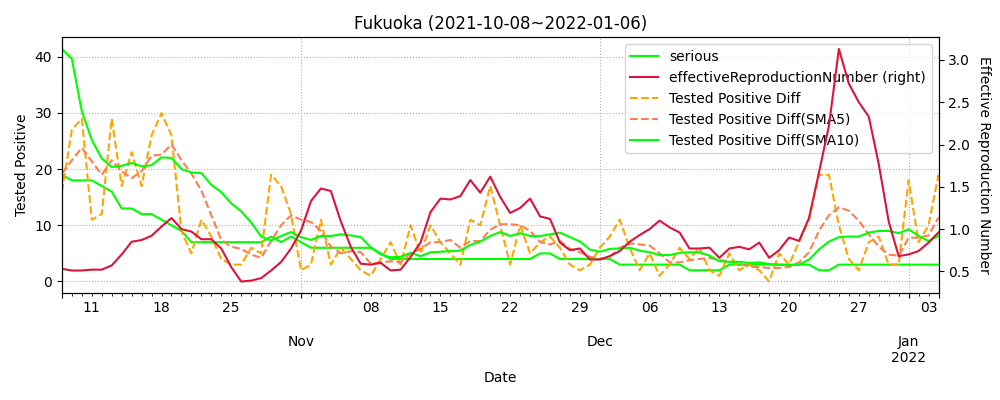 Fukuoka (2021-10-08~2022-01-06)
serious
effectiveReproductionNumber (right)
Tested Positive Diff
Tested Positive Diff(SMA5)
Tested Positive Diff(SMA10)
Tested Positive
40
30
20
10
0
Effective Reproduction Number
3.0
2.5
2.0
1.5
1.0
0.5
11 18 25 08 15 22 29 06 13 20 27 03
Nov Dec Jan
2022
Date